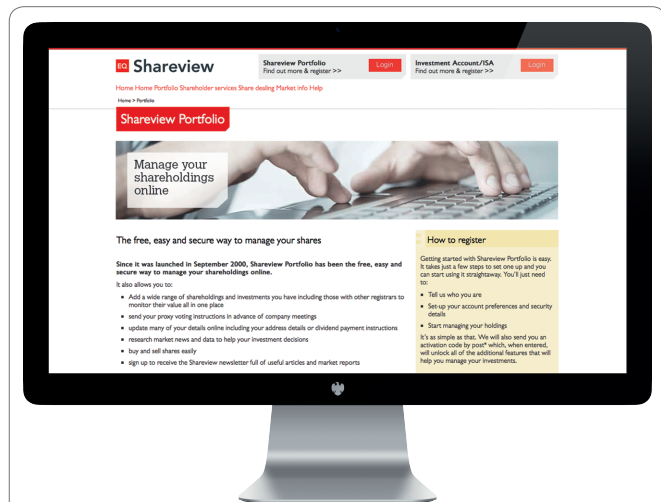 EQ Shareview
Shareview Portfolio
Find out more & register >>
Login
Investment Account/ISA
Find out more & register >>
Login
Home Home Portfolio Shareholder services Share dealing Market info Help
Home > Portfolio
Shareview Portfolio
Manage your
shareholdings
online
The free, easy and secure way to manage your shares
Since it was launched in September 2000, Shareview Portfolio has been the free, easy and
secure way to manage your shareholdings online.
It also allows you to:
▪ Add a wide range of shareholdings and investments you have including those with other registrars to
monitor their value all in one place
▪ send your proxy voting instructions in advance of company meetings
▪ update many of your details online including your address details or dividend payment instructions
▪ research market news and data to help your investment decisions
▪ buy and sell shares easily
▪ sign up to receive the Shareview newsletter full of useful articles and market reports
How to register
Getting started with Shareview Portfolio is easy.
It takes just a few steps to set one up and you
can start using it straightaway. You'll just need
to:
▪ Tell us who you are
▪ Set-up your account preferences and security
details
▪ Start managing your holdings
It's as simple as that. We will also send you an
activation code by post* which, when entered,
will unlock all of the additional features that will
help you manage your investments.